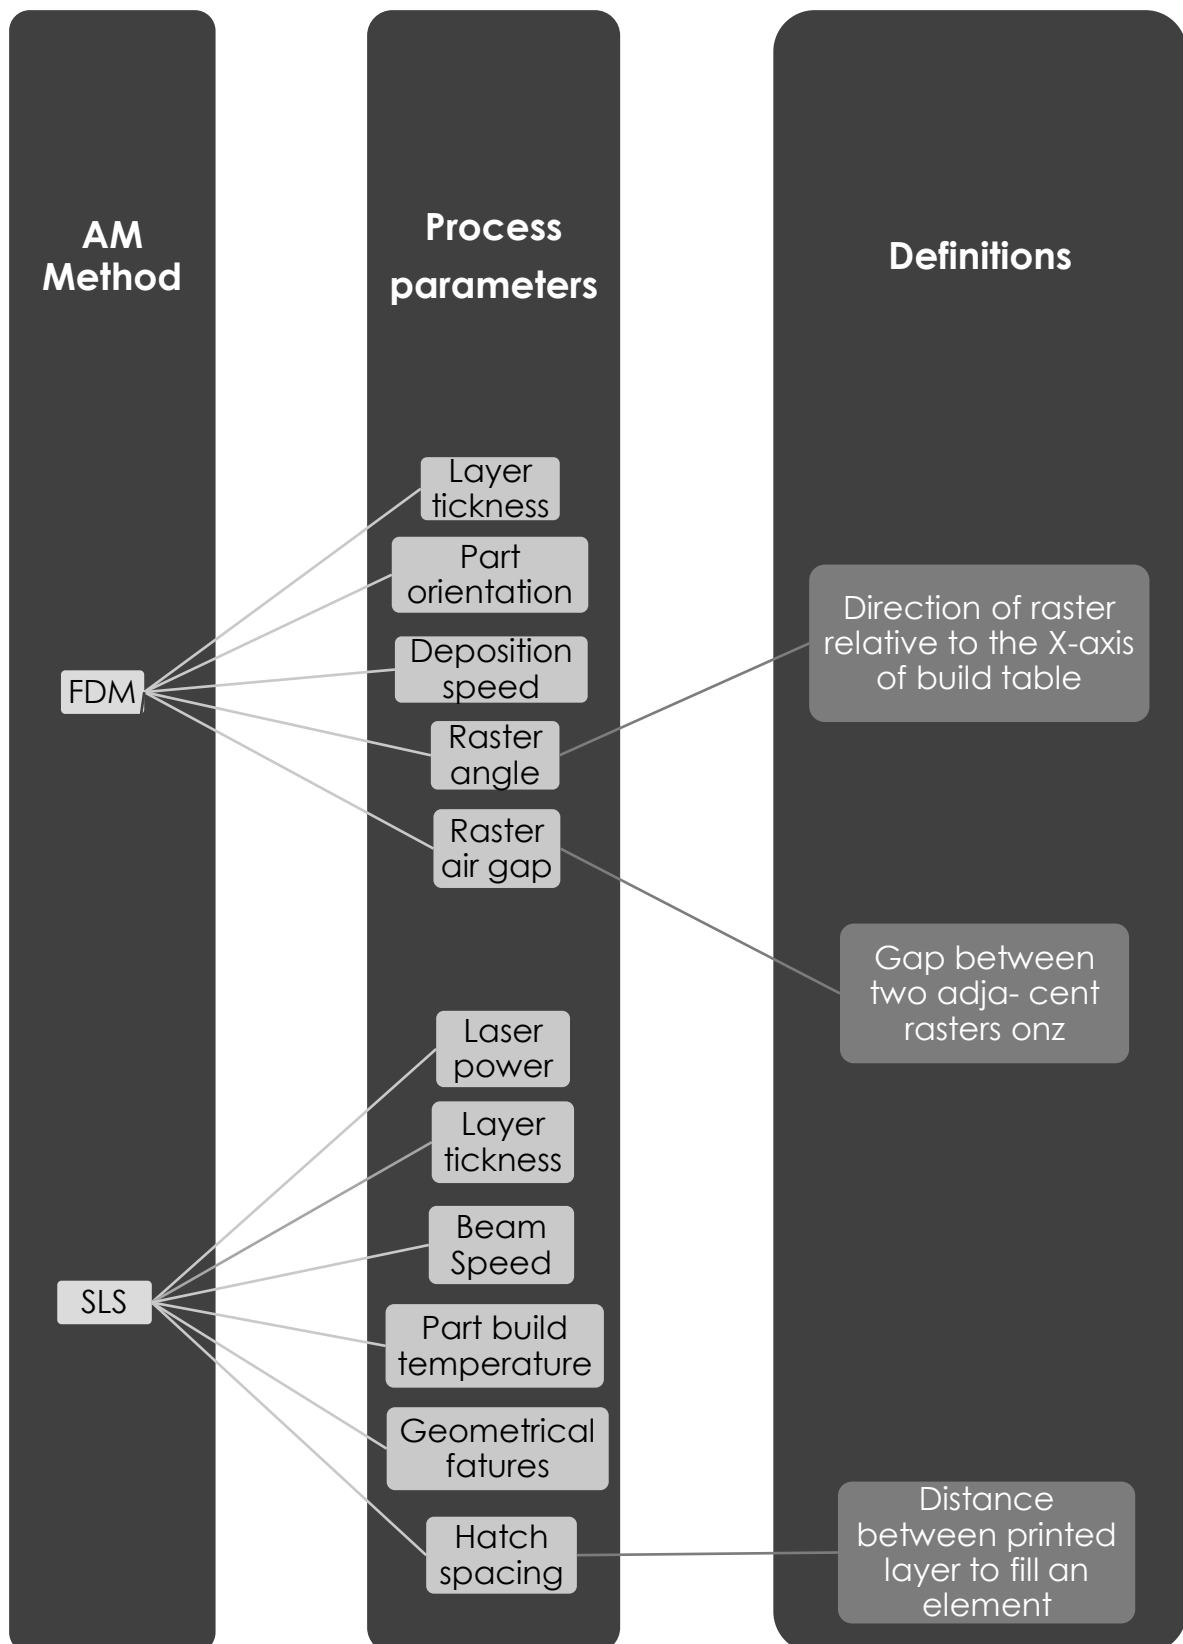 AM
Method
Process
parameters
Definitions
Layer
tickness
Part
orientation
Deposition
speed
Raster
angle
Raster
air gap
FDM
Direction of raster
relative to the X-axis
of build table
Gap between
two adja- cent
rasters onz
Laser
power
Layer
tickness
Beam
Speed
Part build
temperature
Geometrical
fatures
Hatch
spacing
SLS
Distance
between printed
layer to fill an
element